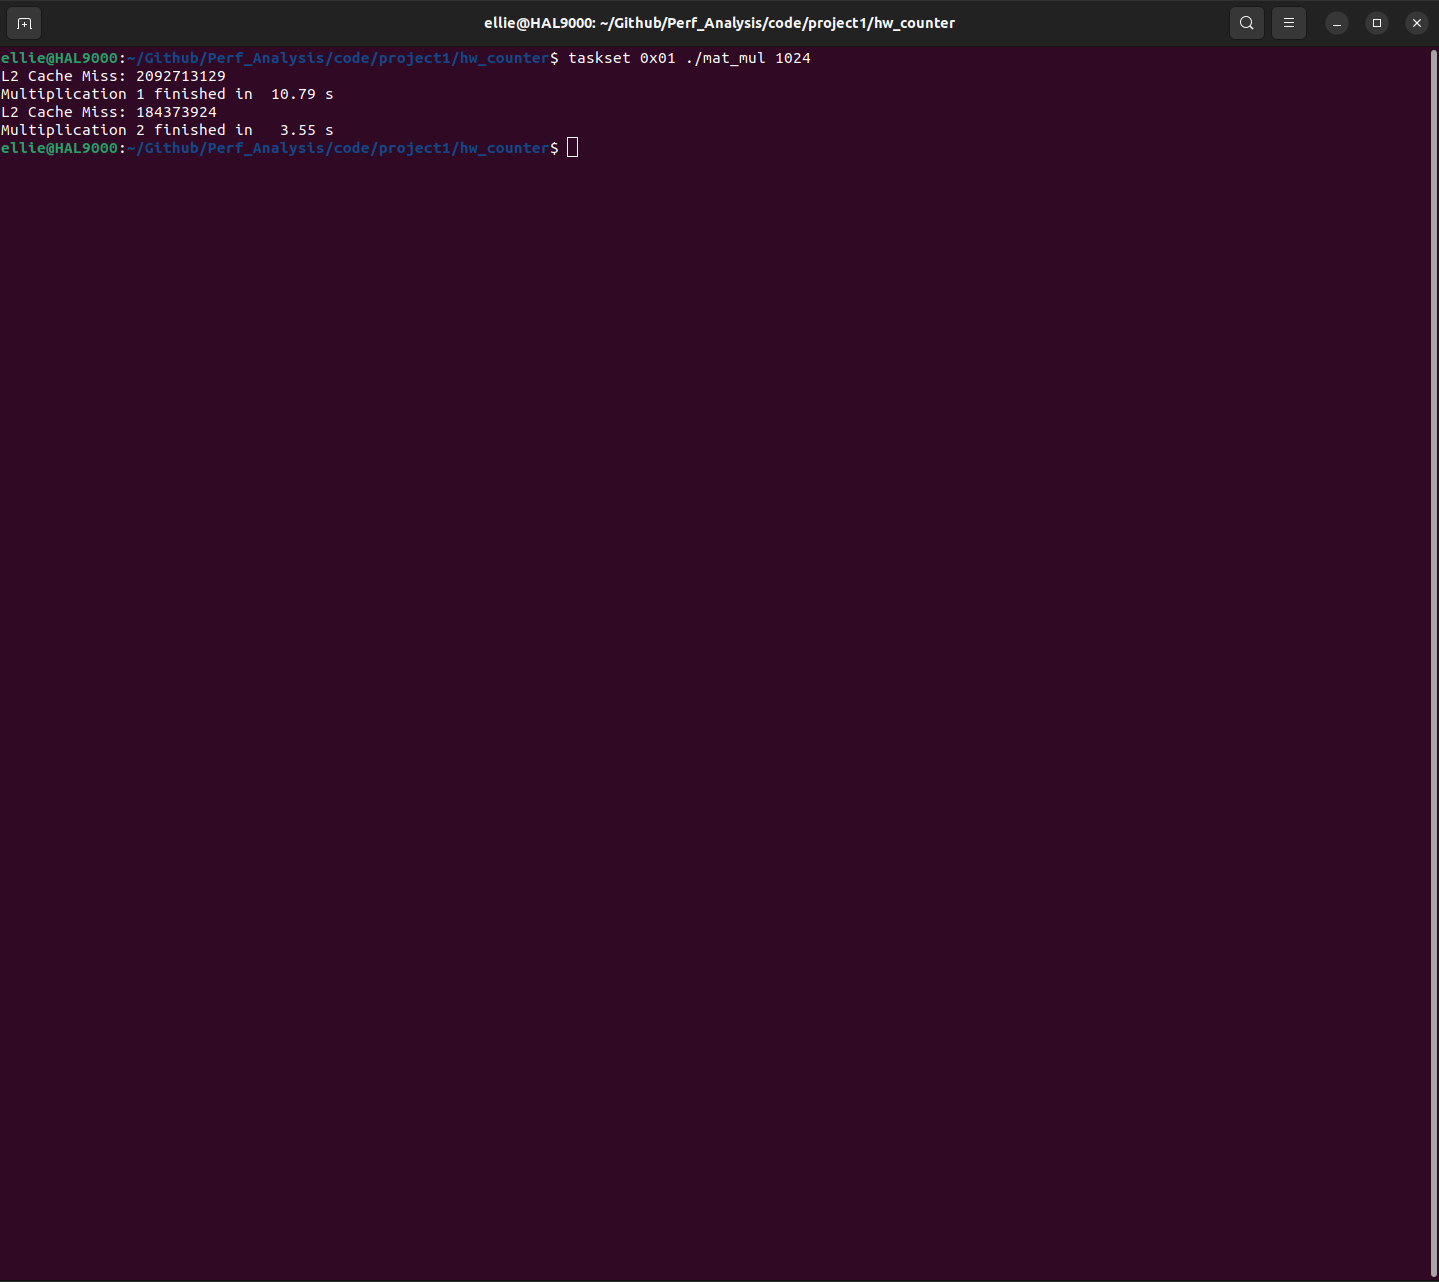 ellie@HAL9000: ~/Github/Perf_Analysis/code/project1/hw_counter
ellie@HAL9000:~/Github/Perf_Analysis/code/project1/hw_counter$ taskset 0x01 ./mat_mul 1024
L2 Cache Miss: 2092713129
Multiplication 1 finished in  10.79 s
L2 Cache Miss: 184373924
Multiplication 2 finished in   3.55 s
ellie@HAL9000:~/Github/Perf_Analysis/code/project1/hw_counter$